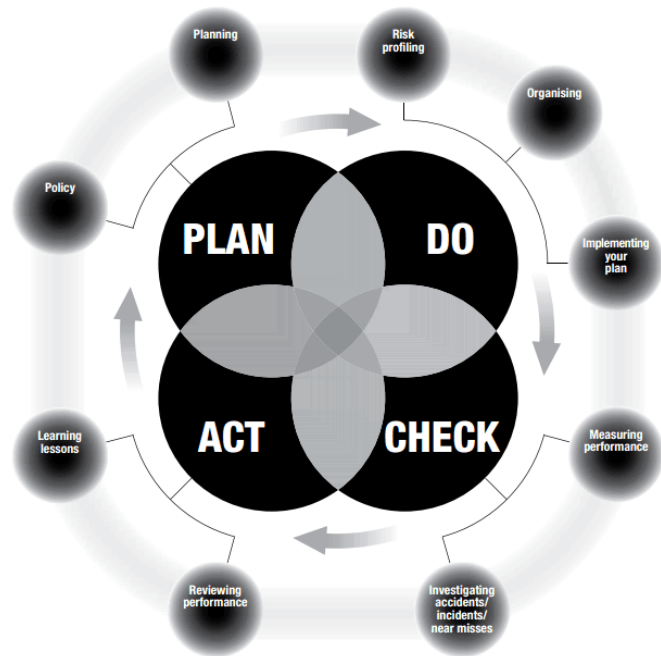 Planning
Risk
profiling
Organising
Policy
PLAN
DO
Implementing
your
plan
ACT
CHECK
Learning
lessons
Measuring
performance
Reviewing
performance
Investigating
accidents/
incidents/
near misses